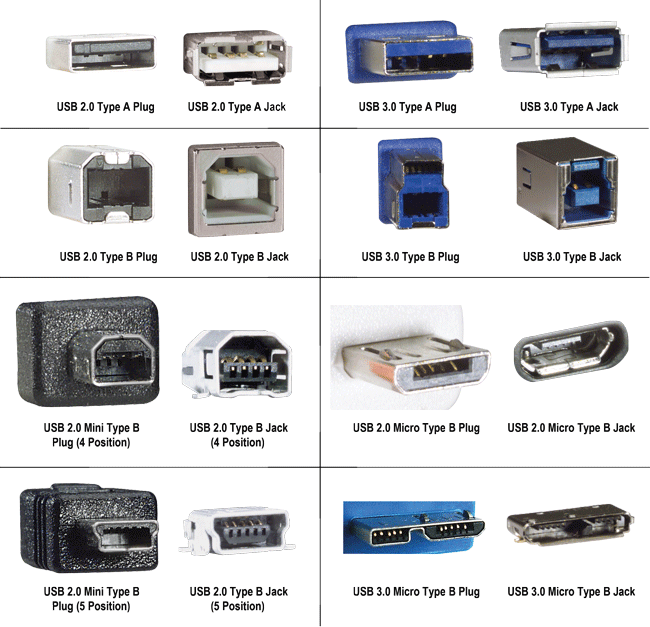 USB 2.0 Type A Plug
USB 2.0 Type A Jack
USB 3.0 Type A Plug
USB 3.0 Type A Jack
USB 2.0 Type B Plug
USB 2.0 Type B Jack
USB 3.0 Type B Plug
USB 3.0 Type B Jack
USB 2.0 Mini Type B
Plug (4 Position)
USB 2.0 Type B Jack
(4 Position)
USB 2.0 Micro Type B Plug
USB 2.0 Micro Type B Jack
USB 2.0 Mini Type B
Plug (5 Position)
USB 2.0 Type B Jack
(5 Position)
USB 3.0 Micro Type B Plug
USB 3.0 Micro Type B Jack